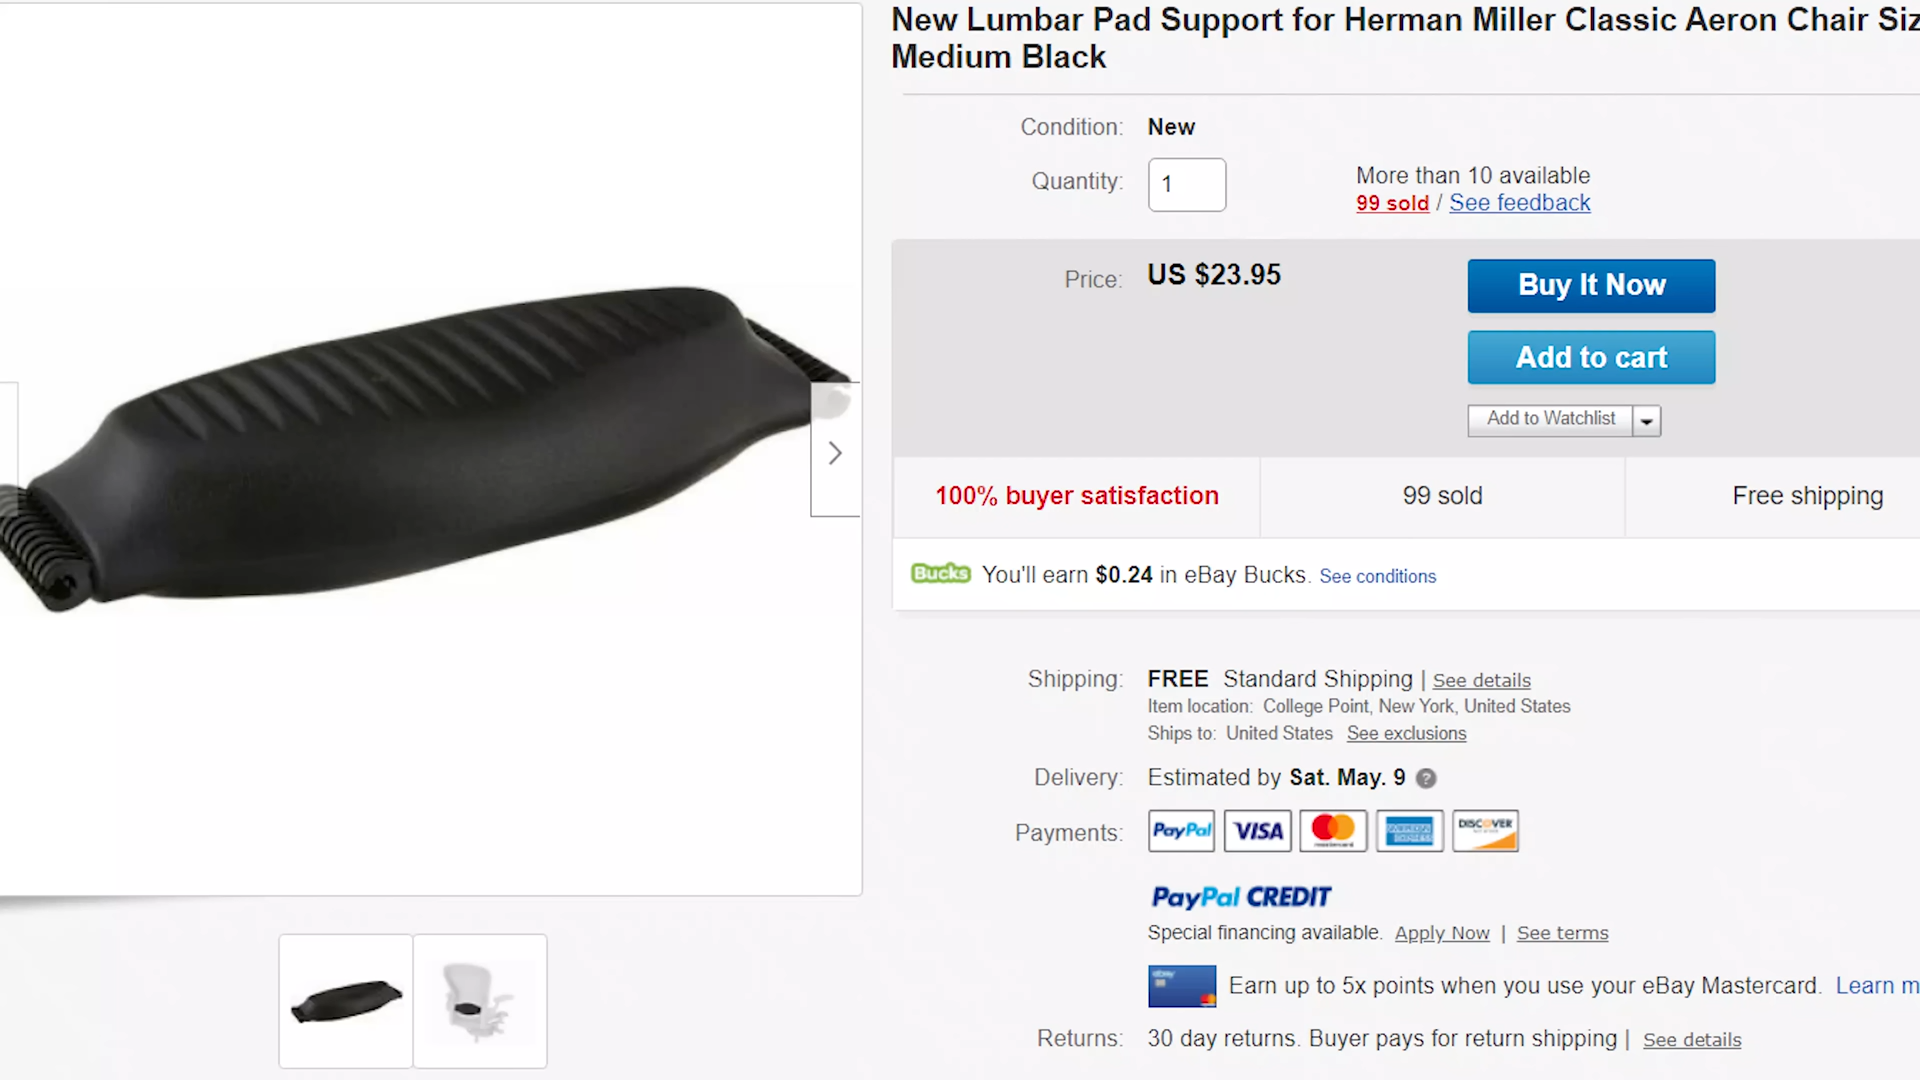 New Lumbar Pad Support for Herman Miller Classic Aeron Chair Siz
Medium Black
Condition: New
Quantity: 1
More than 10 available
99 sold / See feedback
Price: US $23.95
Buy It Now
Add to cart
Add to Watchlist
100% buyer satisfaction
99 sold
Free shipping
Bucks You'll earn $0.24 in eBay Bucks. See conditions
Shipping: FREE Standard Shipping | See details
Item location: College Point, New York, United States
Ships to: United States See exclusions
Delivery: Estimated by Sat. May. 9 ?
Payments: PayPal VISA mastercard AMERICAN EXPRESS DISCOVER
PayPal CREDIT
Special financing available. Apply Now | See terms
ebay Earn up to 5x points when you use your eBay Mastercard. Learn m
Returns: 30 day returns. Buyer pays for return shipping | See details